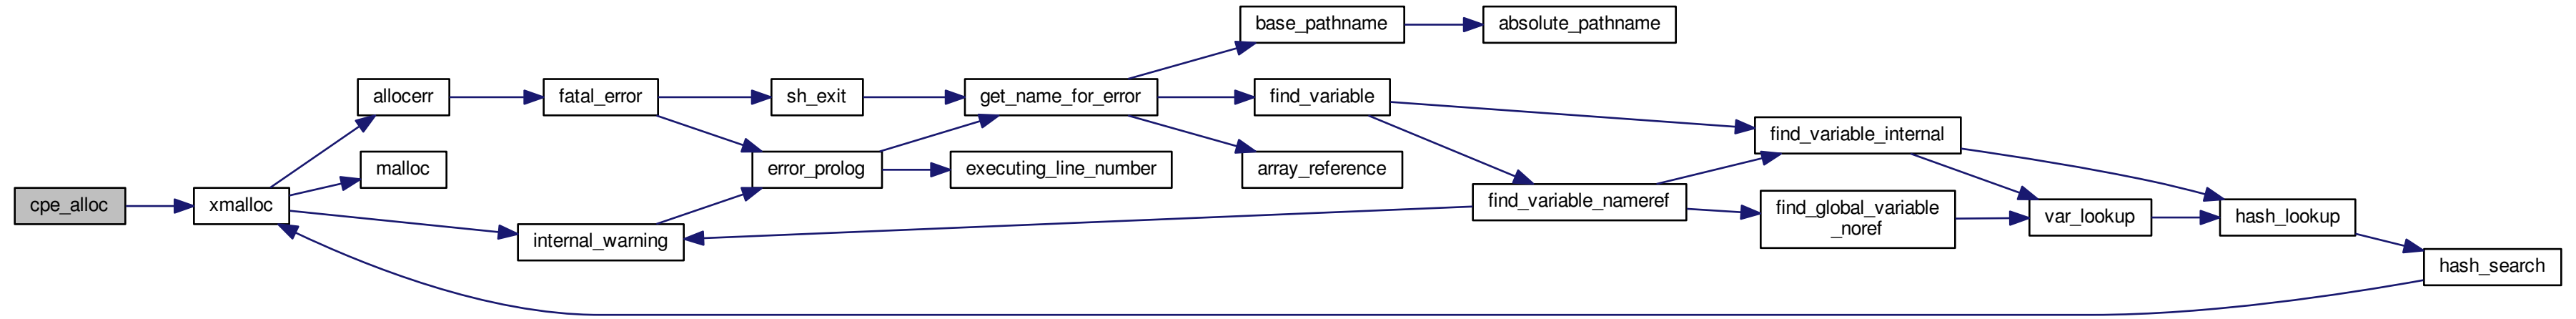 base_pathname
absolute_pathname
allocerr
fatal_error
sh_exit
get_name_for_error
find_variable
find_variable_internal
malloc
error_prolog
executing_line_number
array_reference
cpe_alloc
xmalloc
find_variable_nameref
find_global_variable
_noref
var_lookup
hash_lookup
internal_warning
hash_search